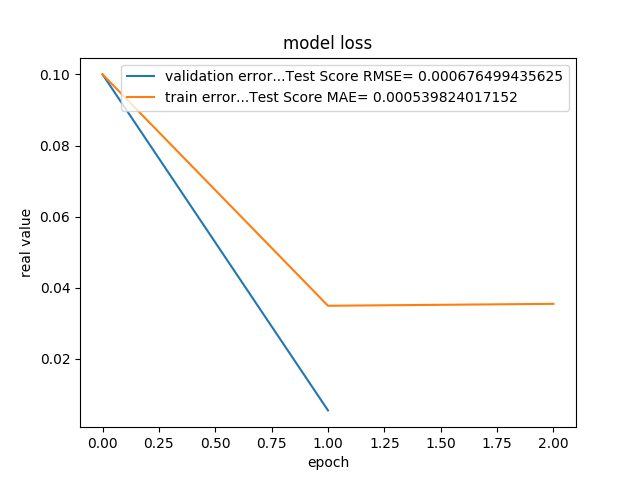 model loss
validation error...Test Score RMSE= 0.000676499435625
train error...Test Score MAE= 0.000539824017152
0.10
0.08
0.06
0.04
0.02
real value
0.00 0.25 0.50 0.75 1.00 1.25 1.50 1.75 2.00
epoch